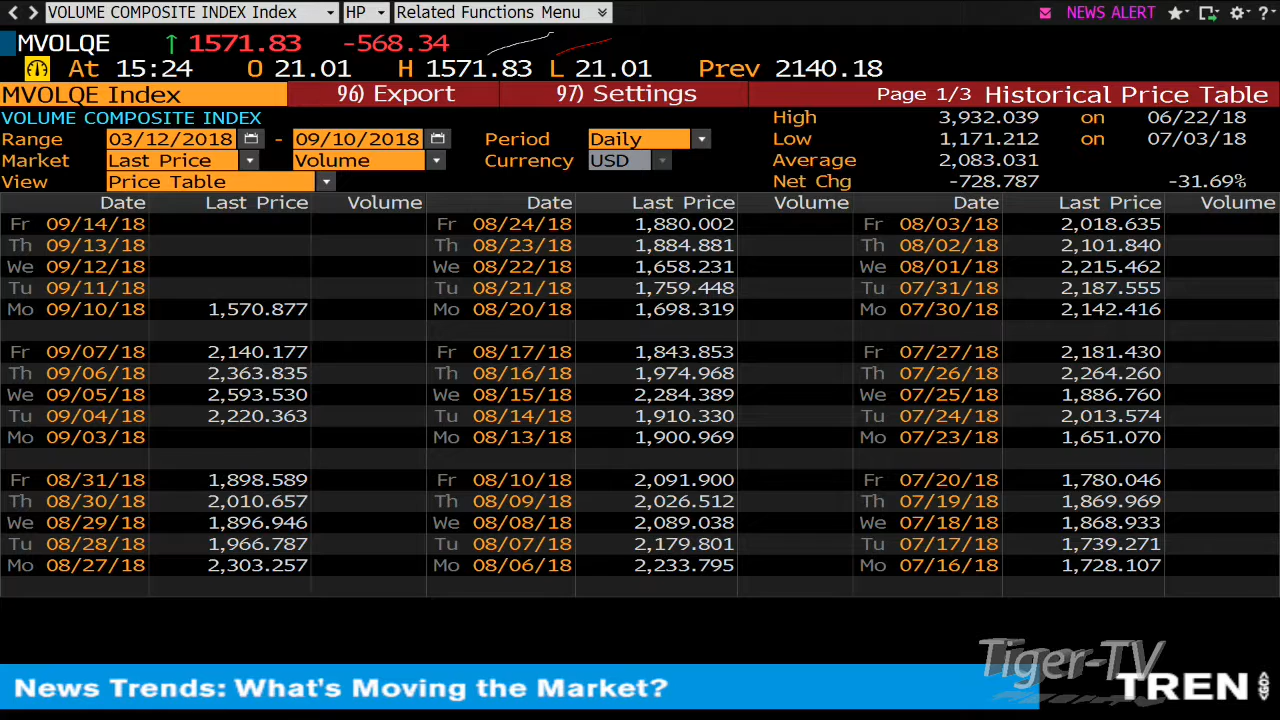 VOLUME COMPOSITE INDEX Index HP Related Functions Menu NEWS ALERT ?
MVOLQE ↑ 1571.83 -568.34
At 15:24 O 21.01 H 1571.83 L 21.01 Prev 2140.18
MVOLQE Index 96) Export 97) Settings Page 1/3 Historical Price Table
VOLUME COMPOSITE INDEX High 3,932.039 on 06/22/18
Range 03/12/2018 - 09/10/2018 Period Daily Low 1,171.212 on 07/03/18
Market Last Price Volume Currency USD Average 2,083.031
View Price Table Net Chg -728.787 -31.69%
Date Last Price Volume Date Last Price Volume Date Last Price Volume
Fr 09/14/18 Fr 08/24/18 1,880.002 Fr 08/03/18 2,018.635
Th 09/13/18 Th 08/23/18 1,884.881 Th 08/02/18 2,101.840
We 09/12/18 We 08/22/18 1,658.231 We 08/01/18 2,215.462
Tu 09/11/18 Tu 08/21/18 1,759.448 Tu 07/31/18 2,187.555
Mo 09/10/18 1,570.877 Mo 08/20/18 1,698.319 Mo 07/30/18 2,142.416
Fr 09/07/18 2,140.177 Fr 08/17/18 1,843.853 Fr 07/27/18 2,181.430
Th 09/06/18 2,363.835 Th 08/16/18 1,974.968 Th 07/26/18 2,264.260
We 09/05/18 2,593.530 We 08/15/18 2,284.389 We 07/25/18 1,886.760
Tu 09/04/18 2,220.363 Tu 08/14/18 1,910.330 Tu 07/24/18 2,013.574
Mo 09/03/18 Mo 08/13/18 1,900.969 Mo 07/23/18 1,651.070
Fr 08/31/18 1,898.589 Fr 08/10/18 2,091.900 Fr 07/20/18 1,780.046
Th 08/30/18 2,010.657 Th 08/09/18 2,026.512 Th 07/19/18 1,869.969
We 08/29/18 1,896.946 We 08/08/18 2,089.038 We 07/18/18 1,868.933
Tu 08/28/18 1,966.787 Tu 08/07/18 2,179.801 Tu 07/17/18 1,739.271
Mo 08/27/18 2,303.257 Mo 08/06/18 2,233.795 Mo 07/16/18 1,728.107
Tiger-TV
News Trends: What's Moving the Market? TREN